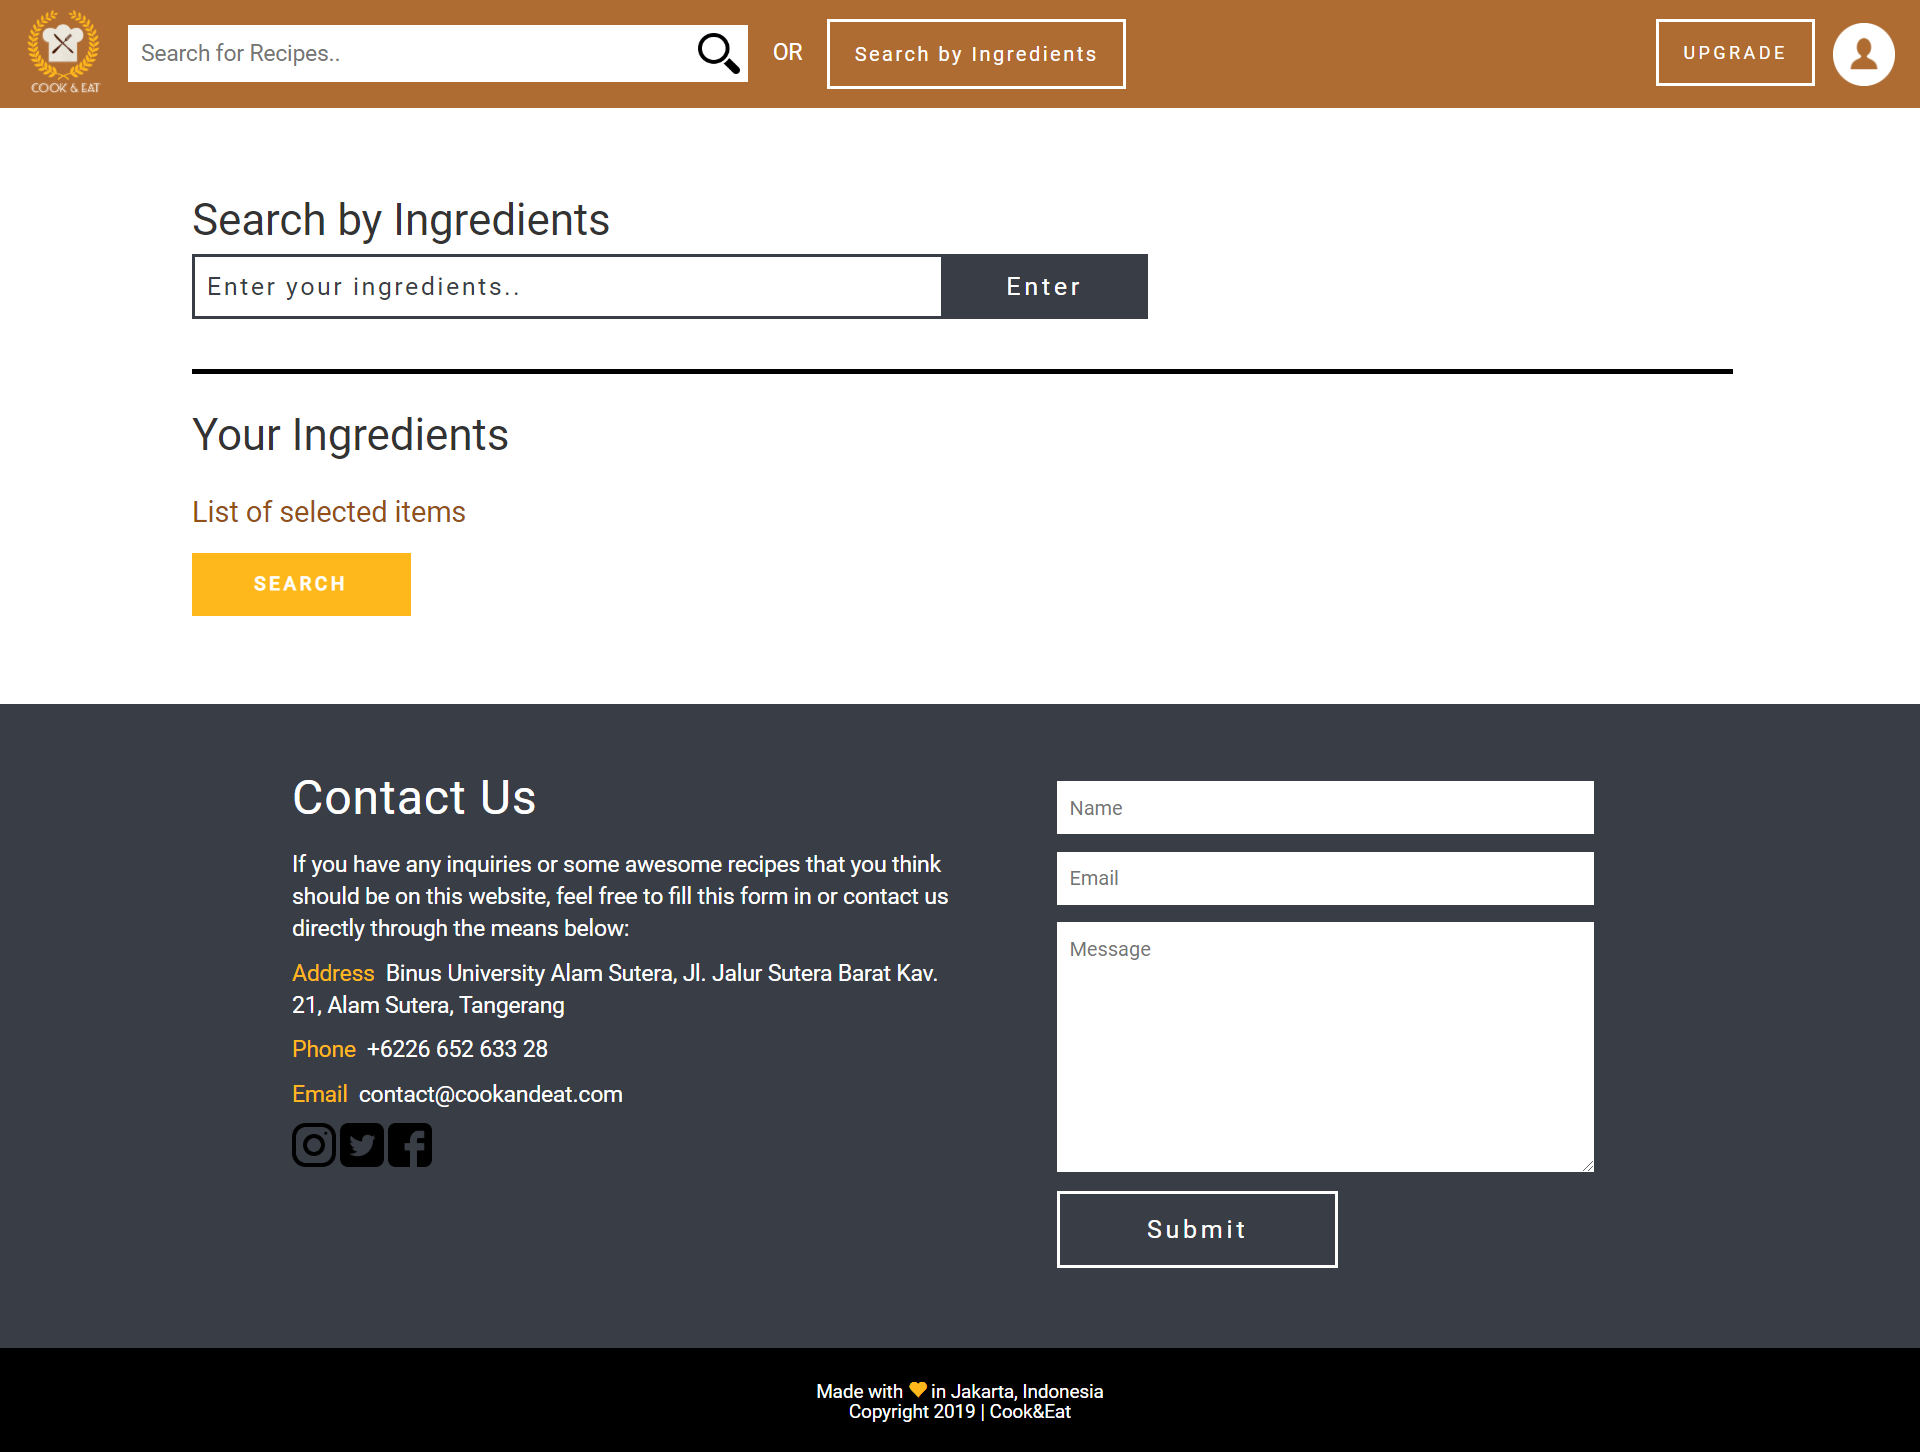 COOK & EAT
Search for Recipes..
OR
Search by Ingredients
UPGRADE
Search by Ingredients
Enter your ingredients..
Enter
Your Ingredients
List of selected items
SEARCH
Contact Us
If you have any inquiries or some awesome recipes that you think
should be on this website, feel free to fill this form in or contact us
directly through the means below:
Address Binus University Alam Sutera, Jl. Jalur Sutera Barat Kav.
21, Alam Sutera, Tangerang
Phone +6226 652 633 28
Email contact@cookandeat.com
Name
Email
Message
Submit
Made with in Jakarta, Indonesia
Copyright 2019 | Cook&Eat